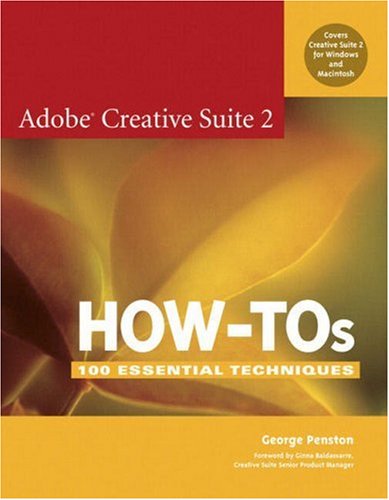 Covers
Creative Suite 2
for Windows
and
Macintosh
Adobe® Creative Suite 2
HOW-TOs
100 ESSENTIAL TECHNIQUES
George Penston
Foreword by Ginna Baldassarre,
Creative Suite Senior Product Manager